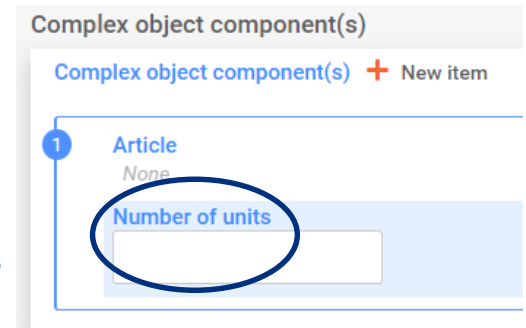 Complex object component(s)
Complex object component(s) + New item
1 Article
None
Number of units